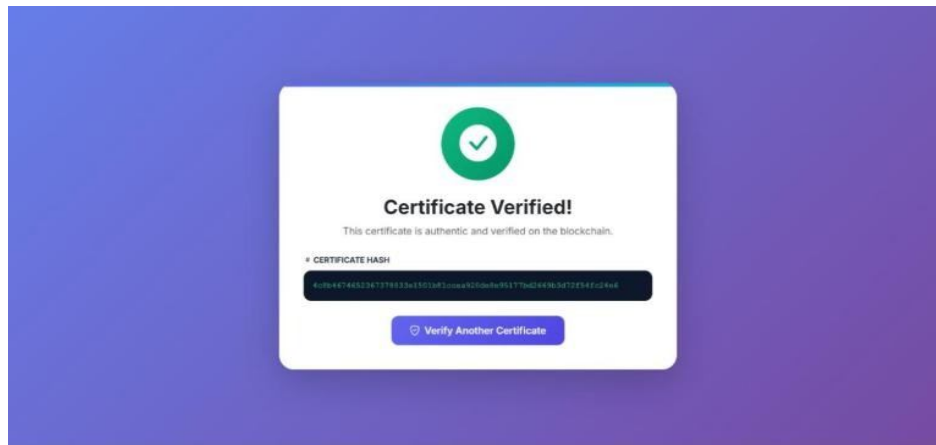 Certificate Verified!
This certificate is authentic and verified on the blockchain.
# CERTIFICATE HASH
Verify Another Certificate